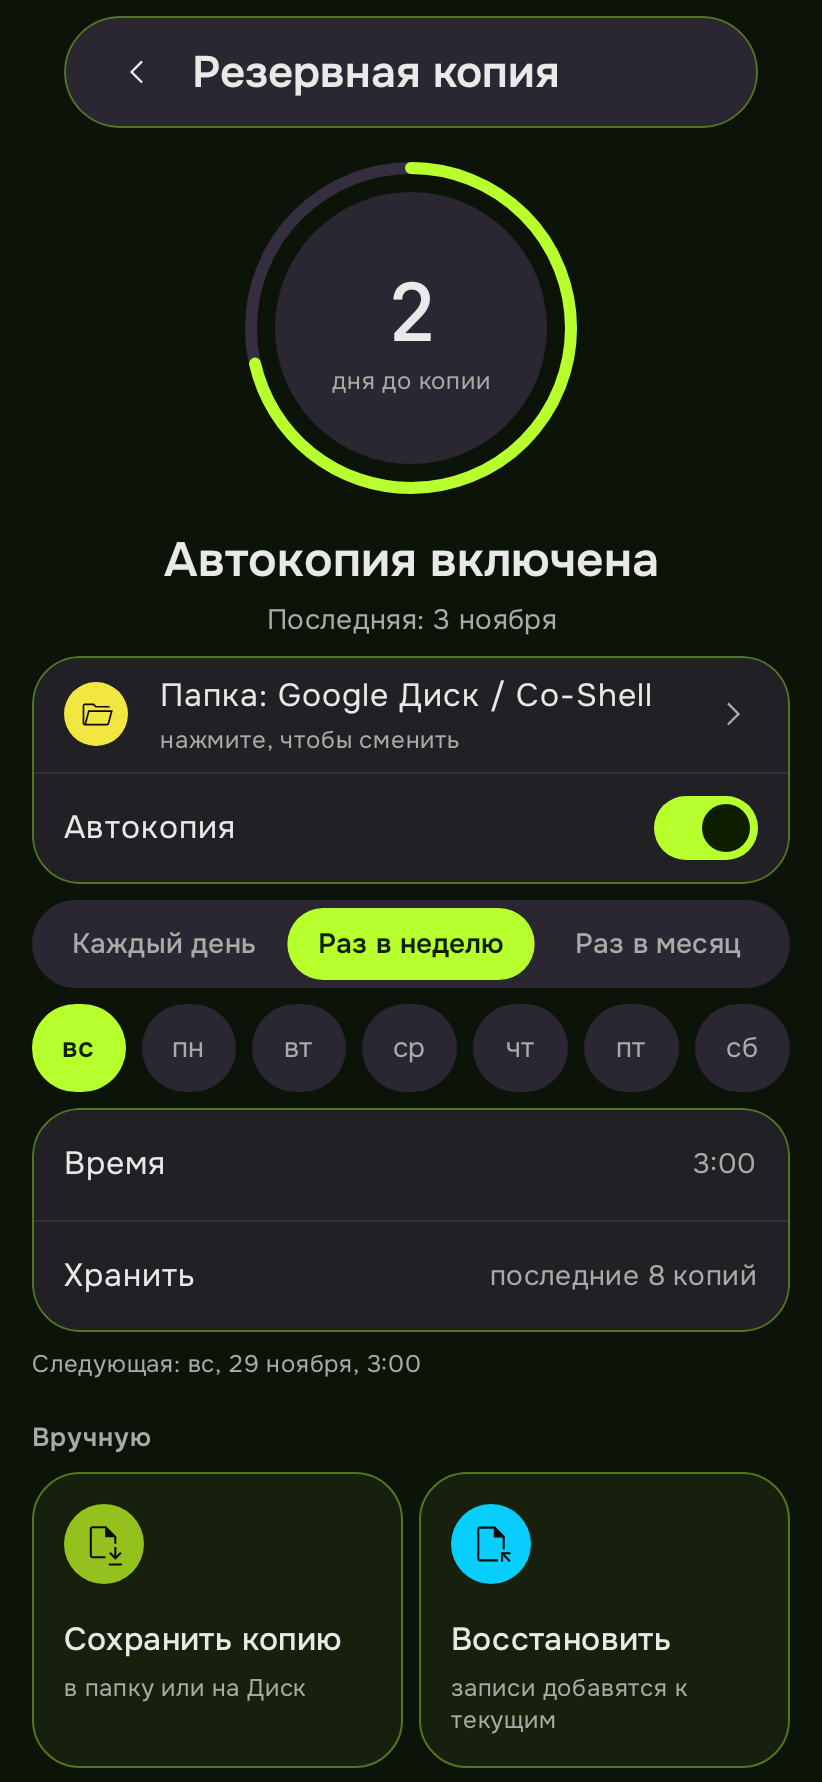 Резервная копия
2
дня до копии
Автокопия включена
Последняя: 3 ноября
Папка: Google Диск / Co-Shell
нажмите, чтобы сменить
Автокопия
Каждый день Раз в неделю Раз в месяц
вс пн вт ср чт пт сб
Время 3:00
Хранить последние 8 копий
Следующая: вс, 29 ноября, 3:00
Вручную
Сохранить копию
в папку или на Диск
Восстановить
записи добавятся к
текущим